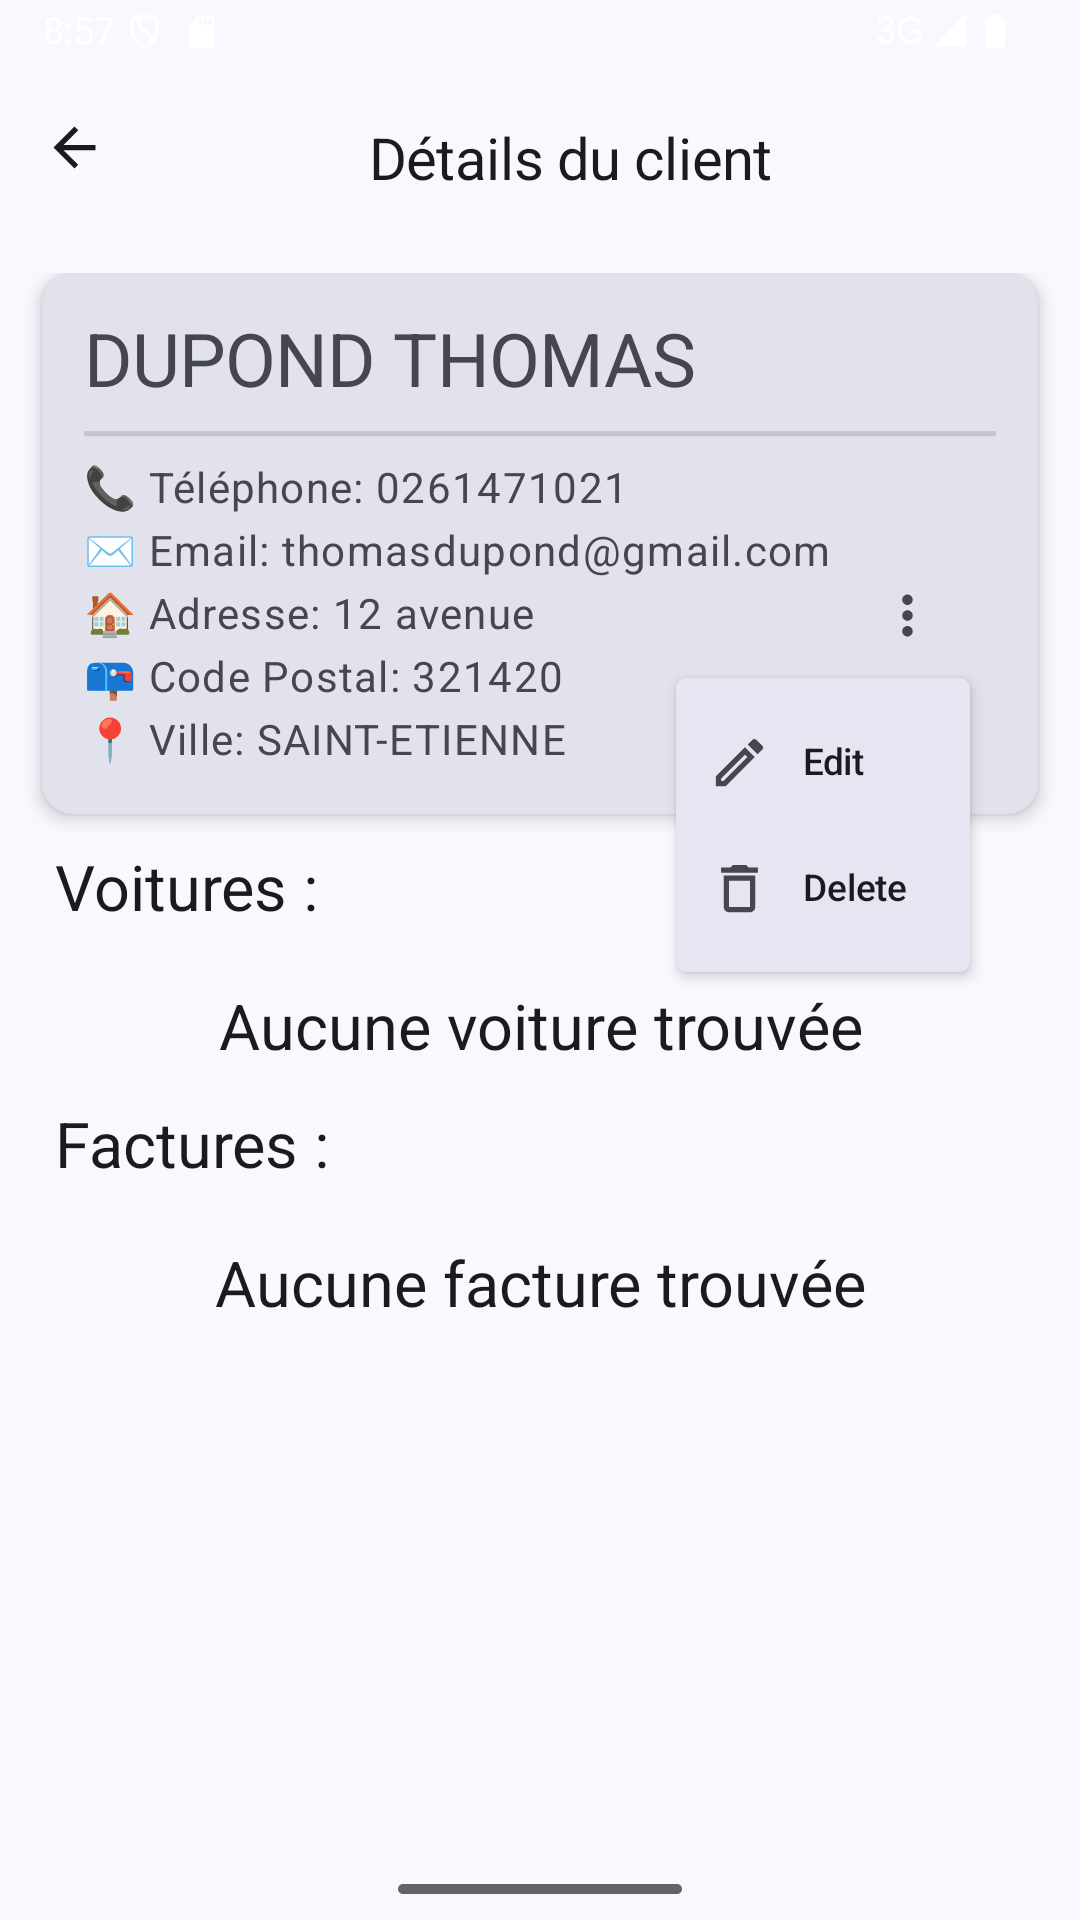 8:57 3G
Détails du client
DUPOND THOMAS
📞 Téléphone: 0261471021
✉️ Email: thomasdupond@gmail.com
🏠 Adresse: 12 avenue
📪 Code Postal: 321420
📍 Ville: SAINT-ETIENNE
Edit
Delete
Voitures :
Aucune voiture trouvée
Factures :
Aucune facture trouvée